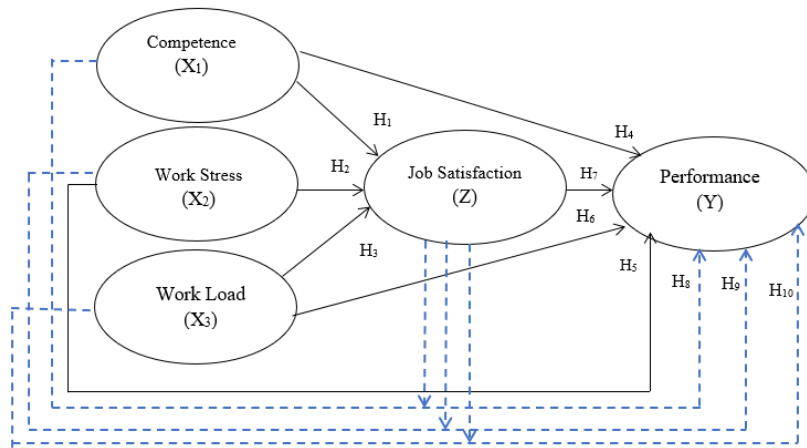 Competence
(X₁)
H₁
H₄
Work Stress
(X₂)
H₂
Job Satisfaction
(Z)
H₇
Performance
(Y)
H₃
H₆
Work Load
(X₃)
H₅
H₈
H₉
H₁₀